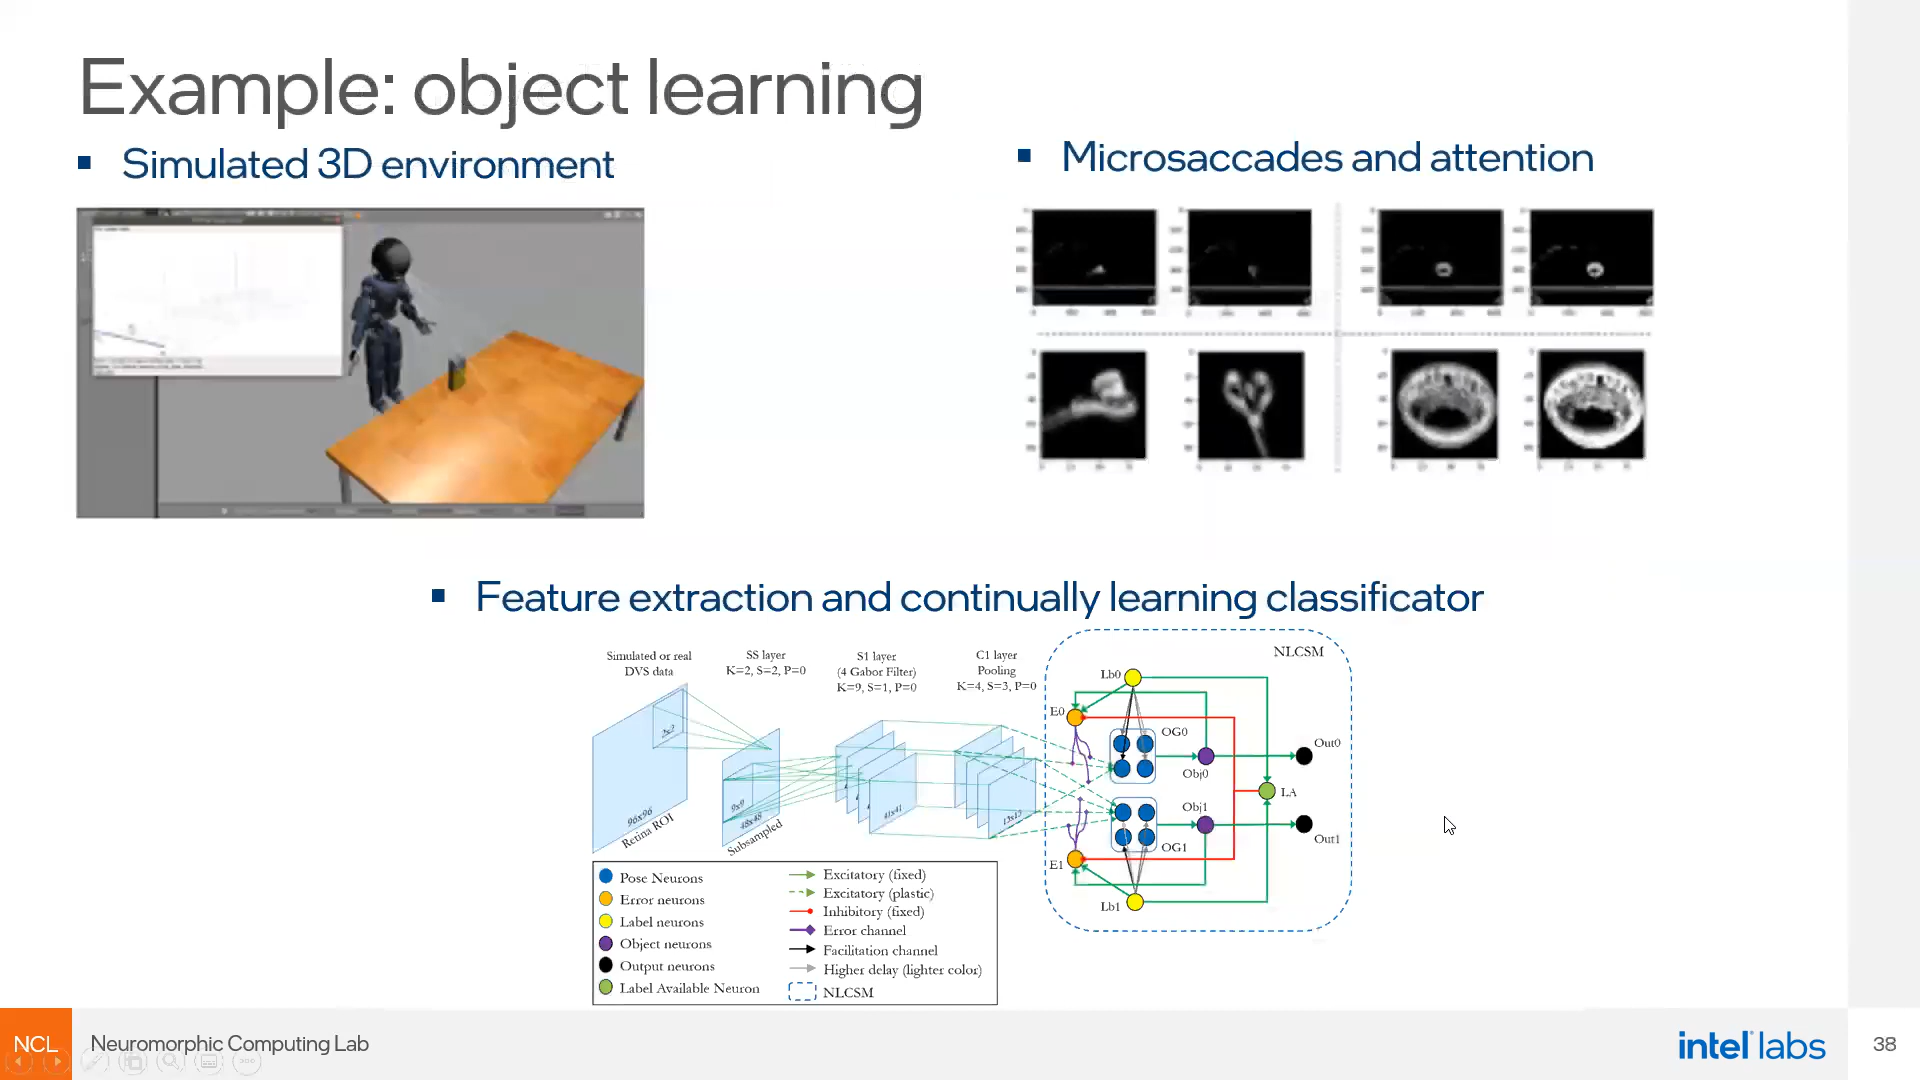 Example: object learning
Simulated 3D environment
Microsaccades and attention
Feature extraction and continually learning classificator
Simulated or real
DVS data
SS layer
K=2, S=2, P=0
S1 layer
(4 Gabor Filter)
K=9, S=1, P=0
C1 layer
Pooling
K=4, S=3, P=0
NLCSM
Lb0
E0
OG0
Obj0
Out0
LA
Obj1
Out1
OG1
E1
Lb1
2x2
96x96
Retina ROI
9x9
48x48
Subsampled
41x41
13x13
Pose Neurons
Error neurons
Label neurons
Object neurons
Output neurons
Label Available Neuron
Excitatory (fixed)
Excitatory (plastic)
Inhibitory (fixed)
Error channel
Facilitation channel
Higher delay (lighter color)
NLCSM
NCL
Neuromorphic Computing Lab
intel labs
38